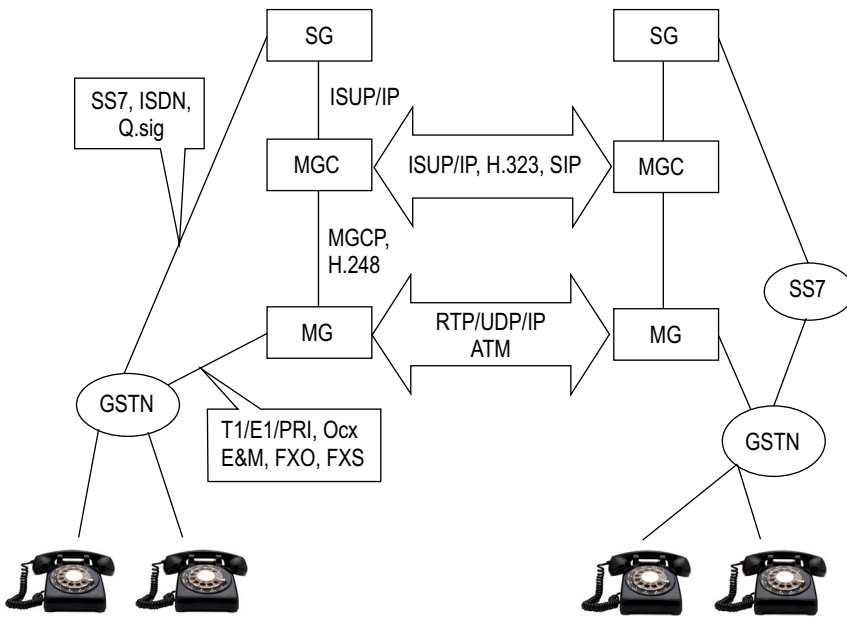 SG
SG
SS7, ISDN,
Q.sig
ISUP/IP
MGC
ISUP/IP, H.323, SIP
MGC
MGCP,
H.248
SS7
MG
RTP/UDP/IP
ATM
MG
GSTN
T1/E1/PRI, Ocx
E&M, FXO, FXS
GSTN